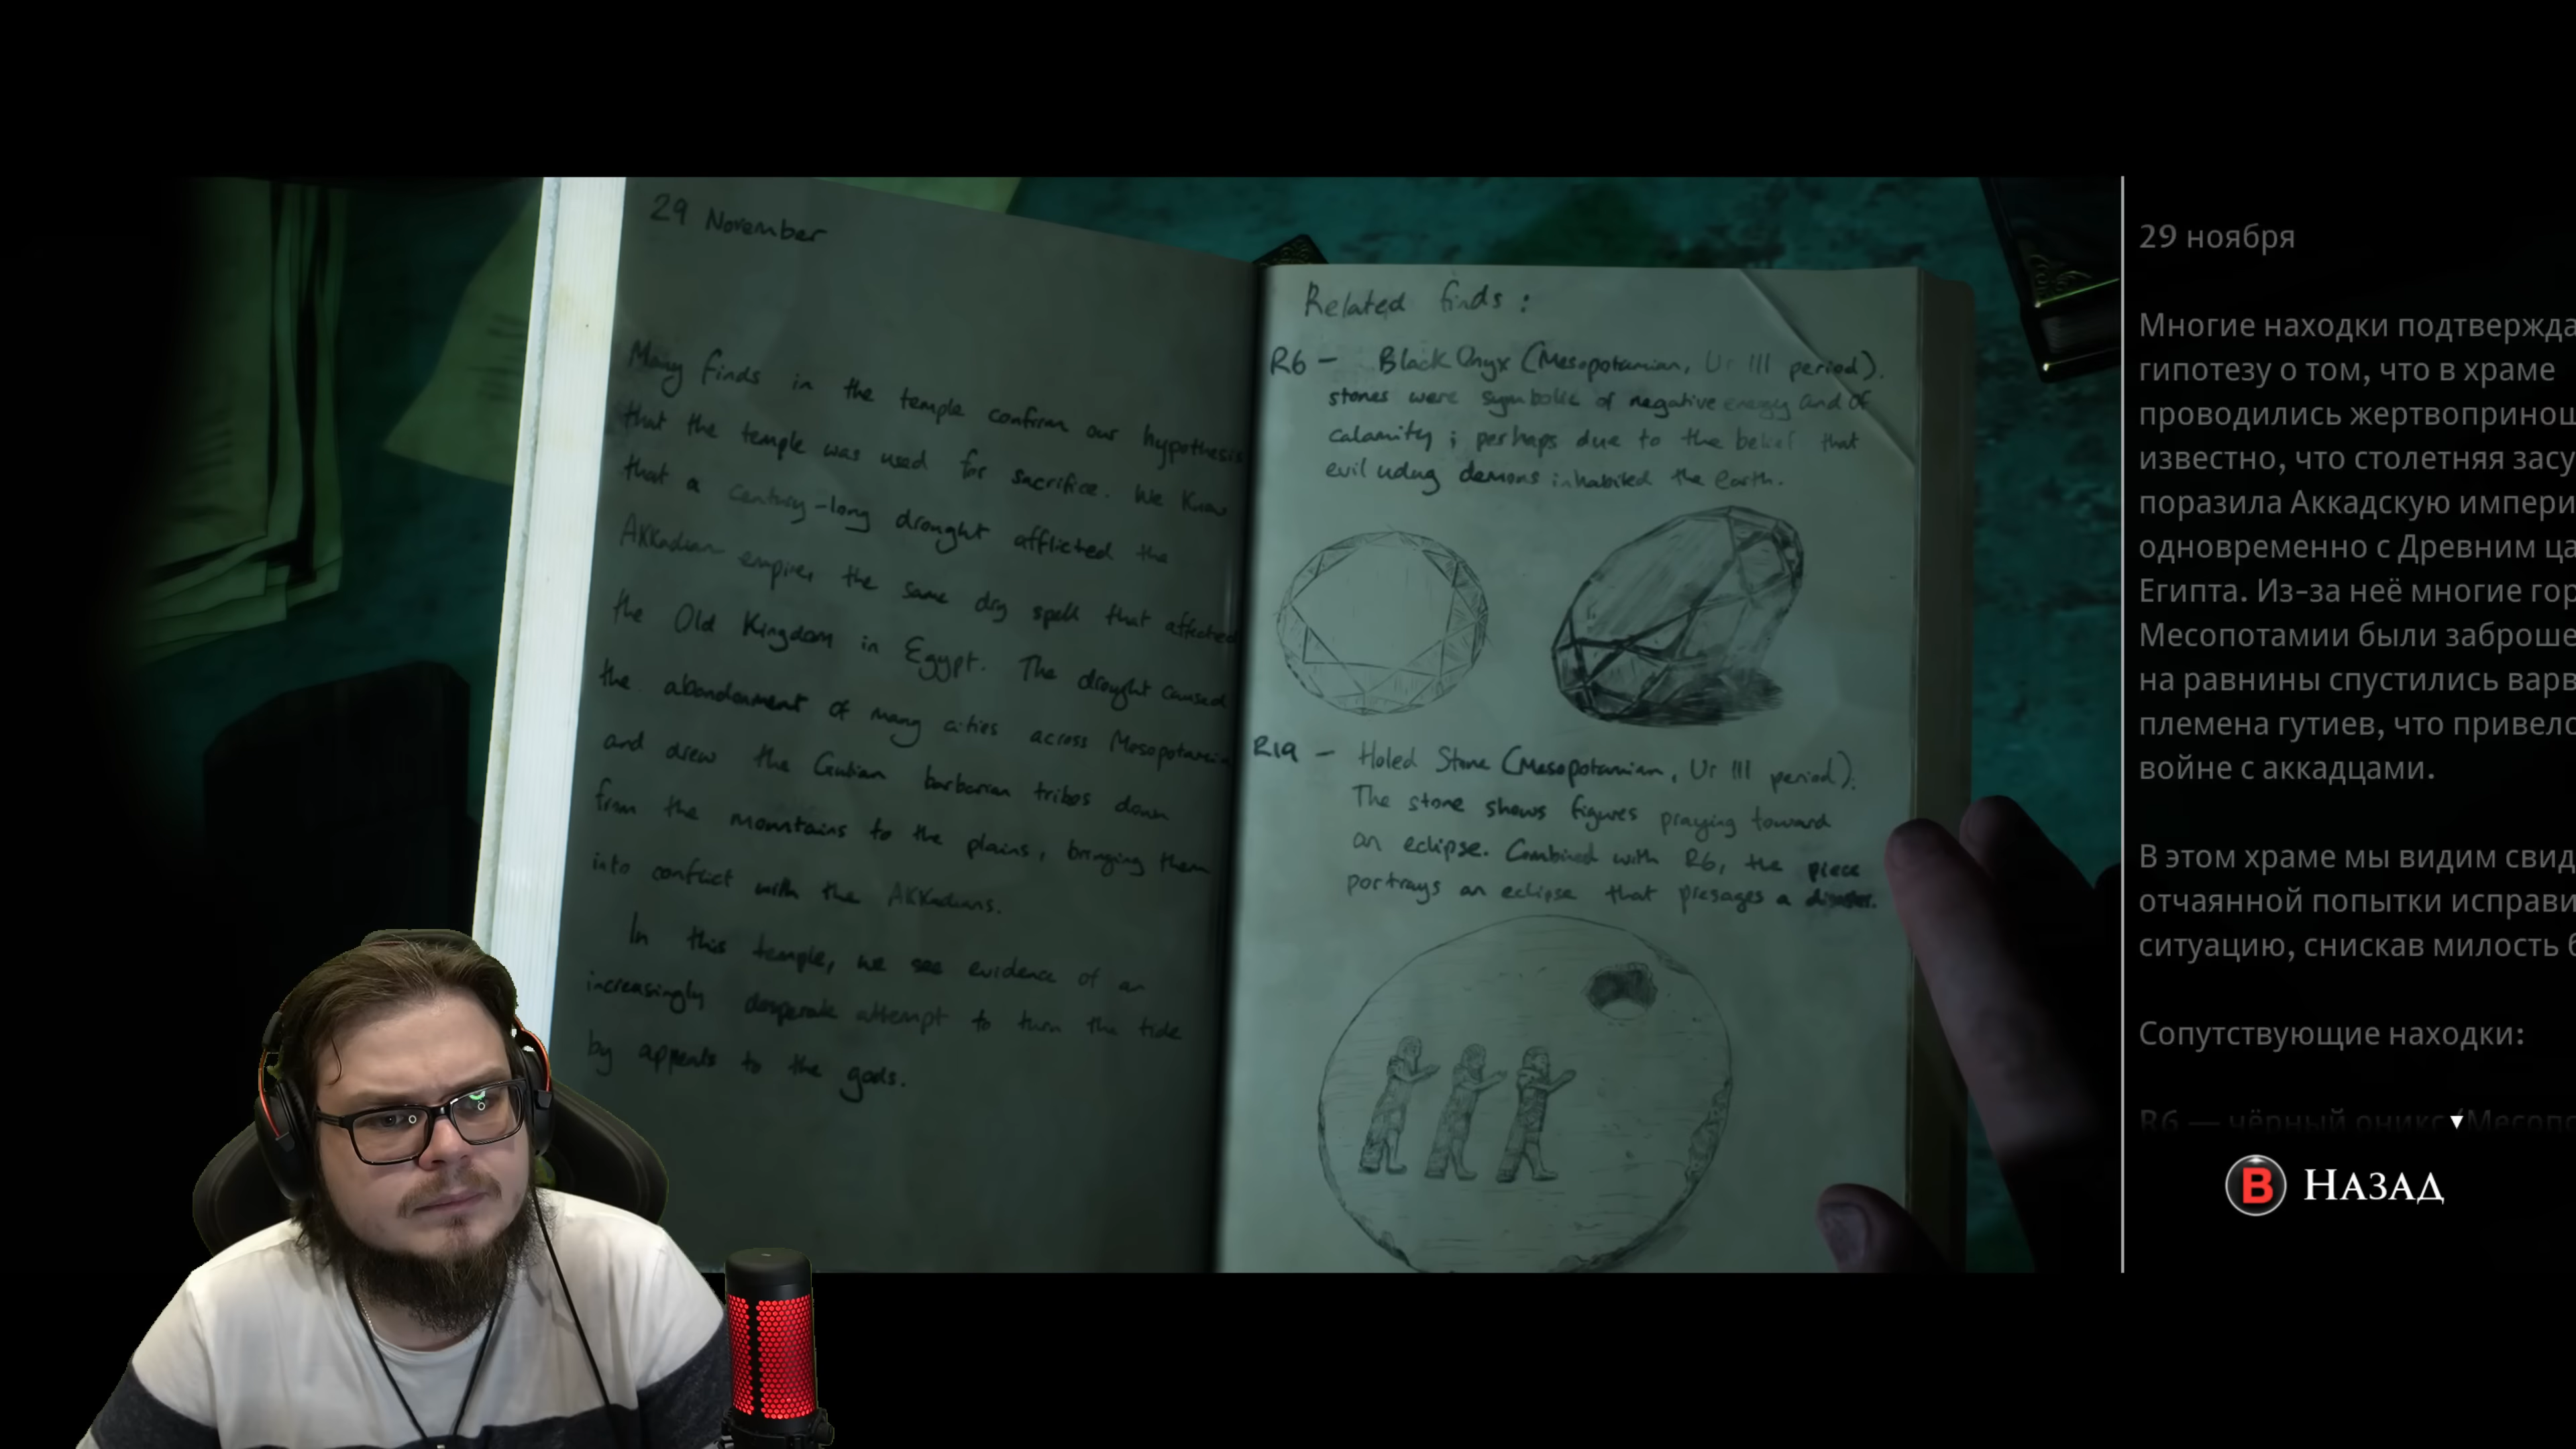 29 November
Many finds in the temple confirm our hypothesis
that the temple was used for sacrifice. We know
that a century-long drought afflicted the
Akkadian empire, the same dry spell that affected
the Old Kingdom in Egypt. The drought caused
the abandonment of many cities across Mesopotamia
and drew the Gutian barbarian tribes down
from the mountains to the plains, bringing them
into conflict with the Akkadians.
In this temple, we see evidence of an
increasingly desperate attempt to turn the tide
by appeals to the gods.
Related finds:
R6 - Black Onyx (Mesopotamian, Ur III period).
stones were symbolic of negative energy and of
calamity; perhaps due to the belief that
evil udug demons inhabited the Earth.
R19 - Holed Stone (Mesopotamian, Ur III period).
The stone shows figures praying toward
an eclipse. Combined with R6, the piece
portrays an eclipse that presages a disaster.
29 ноября
Многие находки подтвержда
гипотезу о том, что в храме
проводились жертвоприно
известно, что столетняя засу
поразила Аккадскую импери
одновременно с Древним ца
Египта. Из-за неё многие гор
Месопотамии были заброше
на равнины спустились варв
племена гутиев, что привело
войне с аккадцами.
В этом храме мы видим свид
отчаянной попытки исправи
ситуацию, снискав милость б
Сопутствующие находки:
R6 — чёрный оникс (Месопо
B НАЗАД